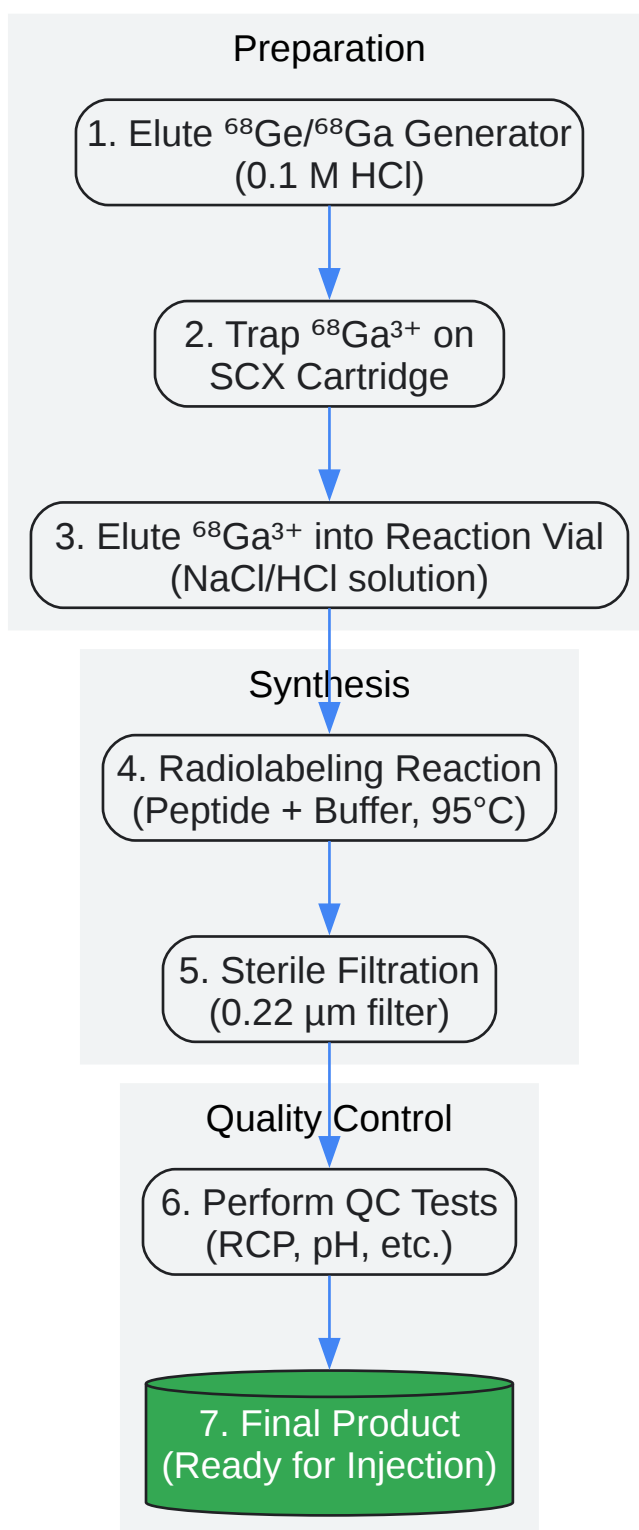 Preparation
1. Elute ⁶⁸Ge/⁶⁸Ga Generator
(0.1 M HCl)
2. Trap ⁶⁸Ga³⁺ on
SCX Cartridge
3. Elute ⁶⁸Ga³⁺ into Reaction Vial
(NaCl/HCl solution)
Synthesis
4. Radiolabeling Reaction
(Peptide + Buffer, 95°C)
5. Sterile Filtration
(0.22 µm filter)
Quality Control
6. Perform QC Tests
(RCP, pH, etc.)
7. Final Product
(Ready for Injection)